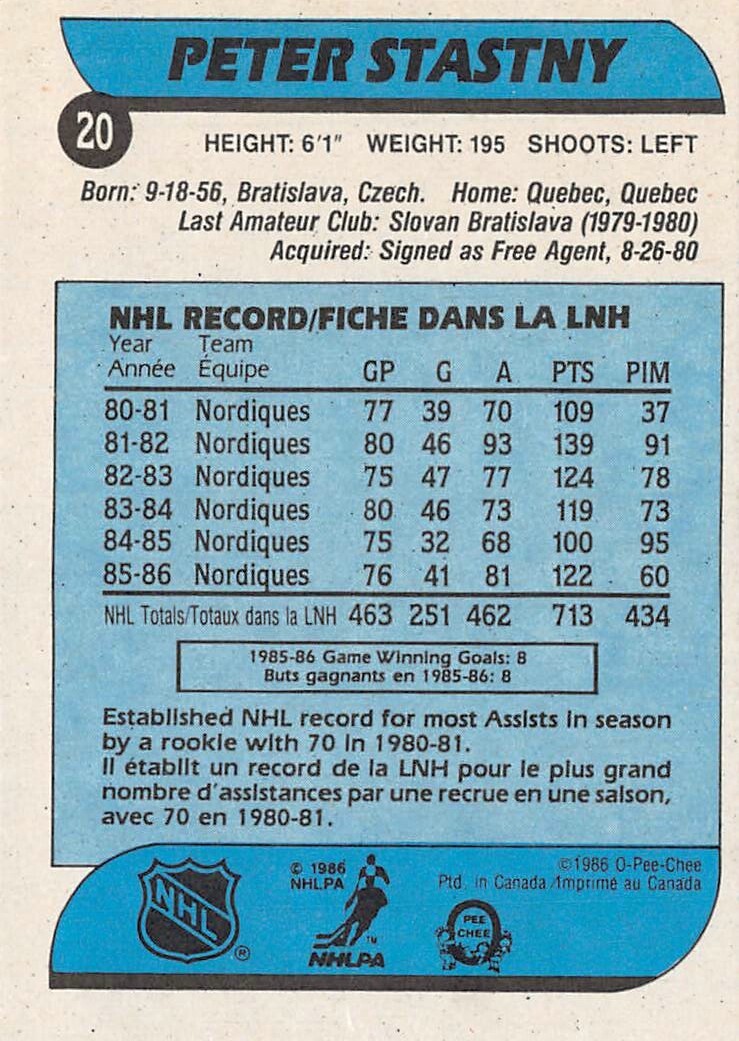 PETER STASTNY
20
HEIGHT: 6'1" WEIGHT: 195 SHOOTS: LEFT
Born: 9-18-56, Bratislava, Czech. Home: Quebec, Quebec
Last Amateur Club: Slovan Bratislava (1979-1980)
Acquired: Signed as Free Agent, 8-26-80
NHL RECORD/FICHE DANS LA LNH
Year Team
Année Équipe GP G A PTS PIM
80-81 Nordiques 77 39 70 109 37
81-82 Nordiques 80 46 93 139 91
82-83 Nordiques 75 47 77 124 78
83-84 Nordiques 80 46 73 119 73
84-85 Nordiques 75 32 68 100 95
85-86 Nordiques 76 41 81 122 60
NHL Totals/Totaux dans la LNH 463 251 462 713 434
1985-86 Game Winning Goals: 8
Buts gagnants en 1985-86: 8
Established NHL record for most Assists in season
by a rookie with 70 in 1980-81.
Il établit un record de la LNH pour le plus grand
nombre d'assistances par une recrue en une saison,
avec 70 en 1980-81.
©1986 O-Pee-Chee
Ptd. in Canada/Imprimé au Canada
© 1986
NHLPA
NHL
®
TM
NHLPA
PEE
CHEE